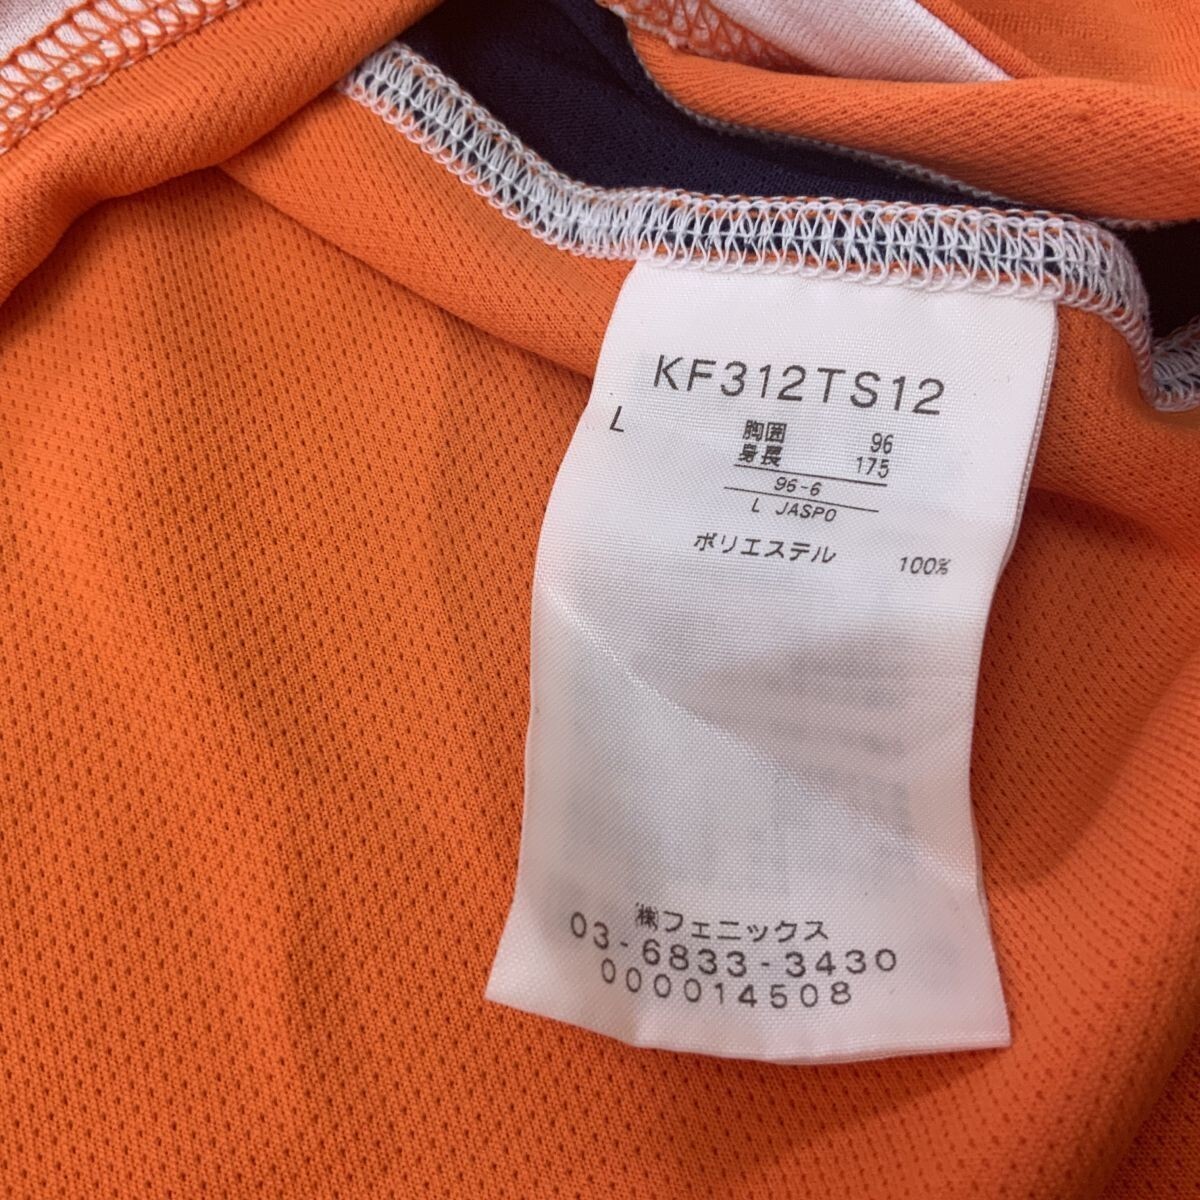 KF312TS12
L
胸囲 96
身長 175
96-6
L JASPO
ポリエステル 100%
㈱フェニックス
03-6833-3430
000014508